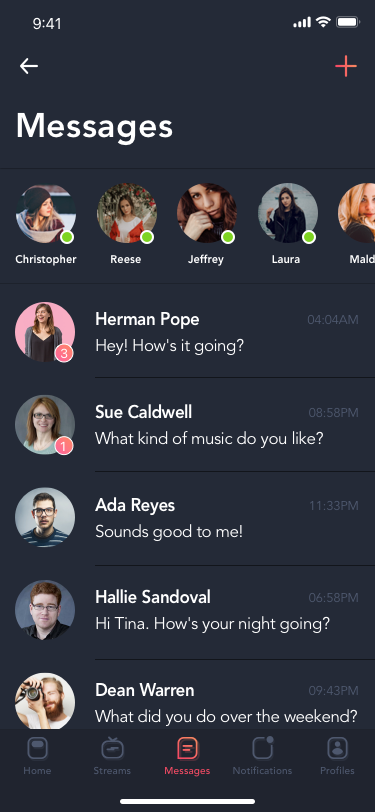 9:41
Messages
Christopher Reese Jeffrey Laura Mald
Herman Pope 04:04AM
Hey! How's it going?
3
Sue Caldwell 08:58PM
What kind of music do you like?
1
Ada Reyes 11:33PM
Sounds good to me!
Hallie Sandoval 06:58PM
Hi Tina. How's your night going?
Dean Warren 09:43PM
What did you do over the weekend?
Home Streams Messages Notifications Profiles